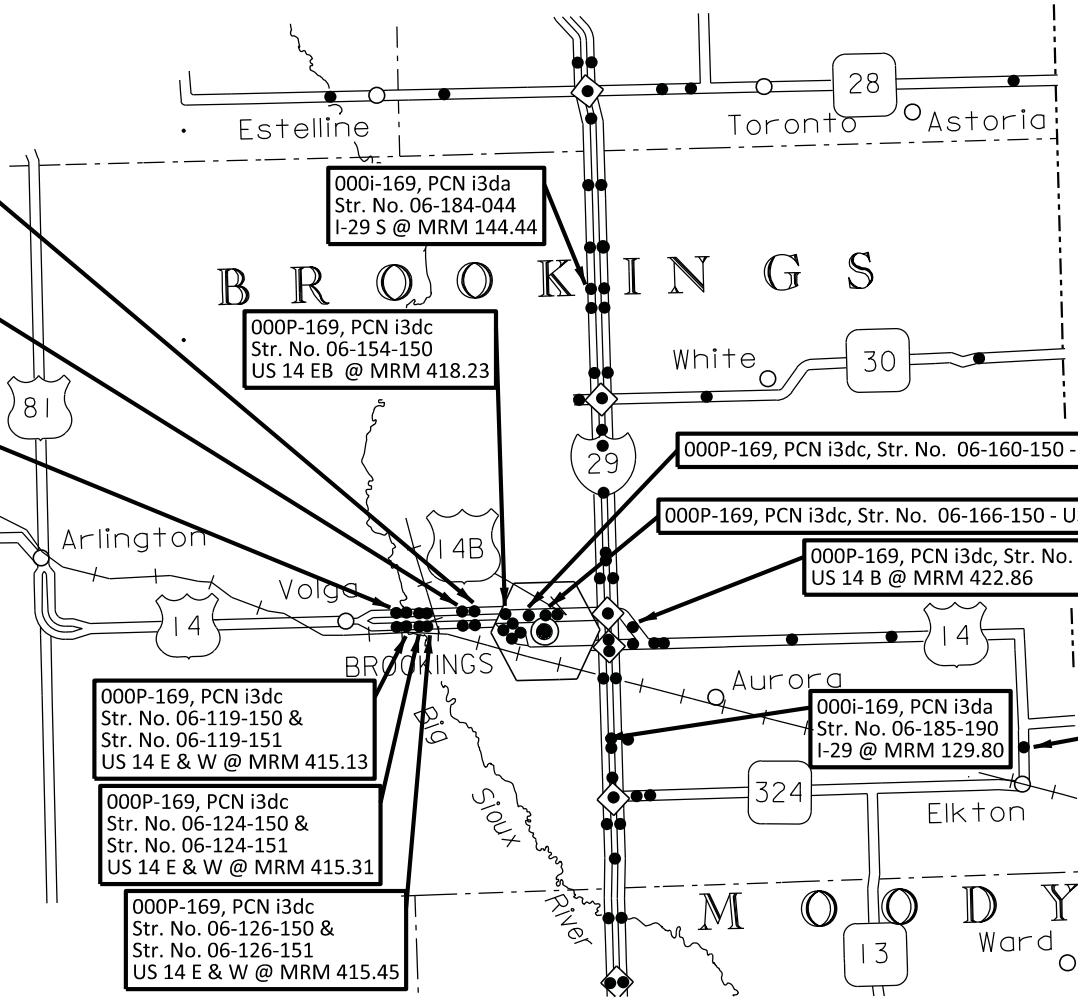 28
Estelline
Toronto
Astoria
000i-169, PCN i3da
Str. No. 06-184-044
I-29 S @ MRM 144.44
BROOKINGS
000P-169, PCN i3dc
Str. No. 06-154-150
US 14 EB @ MRM 418.23
White
30
81
29
000P-169, PCN i3dc, Str. No. 06-160-150 -
000P-169, PCN i3dc, Str. No. 06-166-150 - U
Arlington
14B
000P-169, PCN i3dc, Str. No.
US 14 B @ MRM 422.86
Volga
14
14
BROOKINGS
Aurora
000P-169, PCN i3dc
Str. No. 06-119-150 &
Str. No. 06-119-151
US 14 E & W @ MRM 415.13
Big
Sioux
River
000i-169, PCN i3da
Str. No. 06-185-190
I-29 @ MRM 129.80
324
Elkton
000P-169, PCN i3dc
Str. No. 06-124-150 &
Str. No. 06-124-151
US 14 E & W @ MRM 415.31
000P-169, PCN i3dc
Str. No. 06-126-150 &
Str. No. 06-126-151
US 14 E & W @ MRM 415.45
MOODY
13
Ward